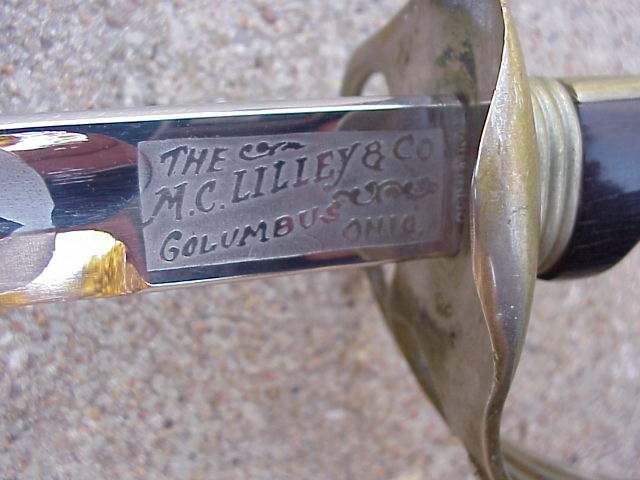 THE
M.C. LILLEY & CO
COLUMBUS
OHIO.